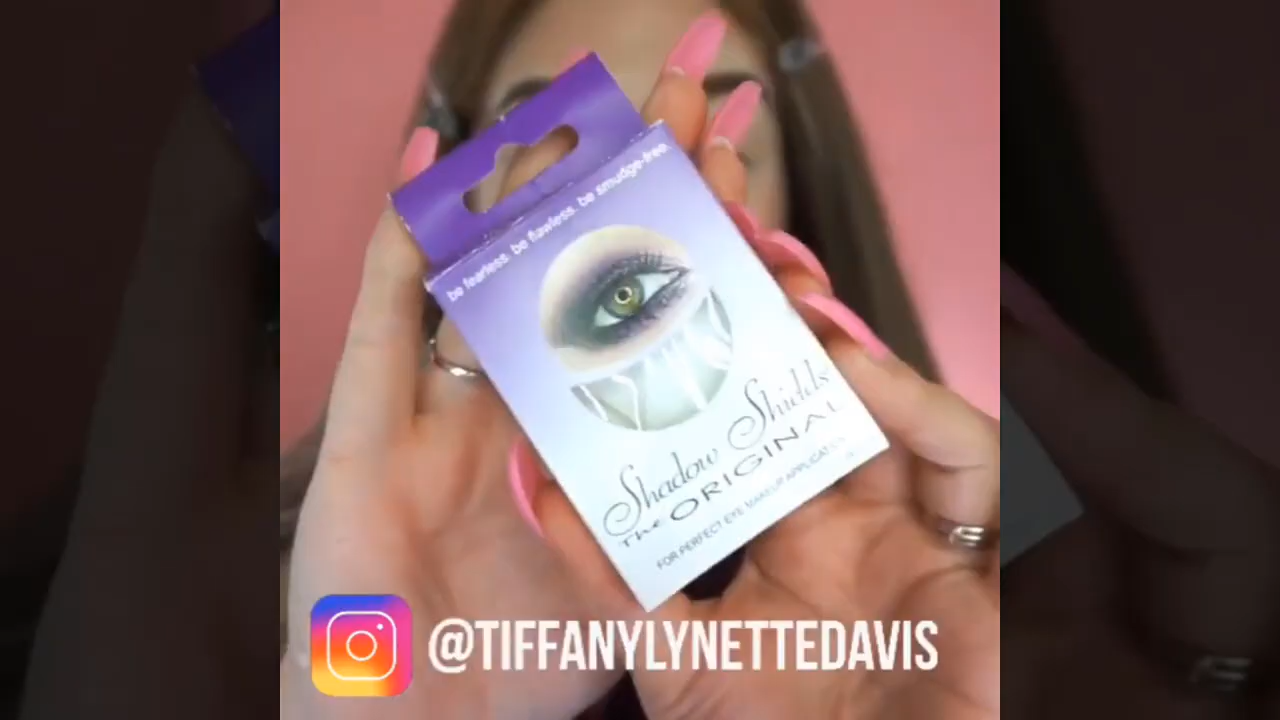 be fearless. be flawless. be smudge-free.
Shadow Shields
The ORIGINAL
FOR PERFECT EYE MAKEUP APPLICATION
@TIFFANYLYNETTEDAVIS